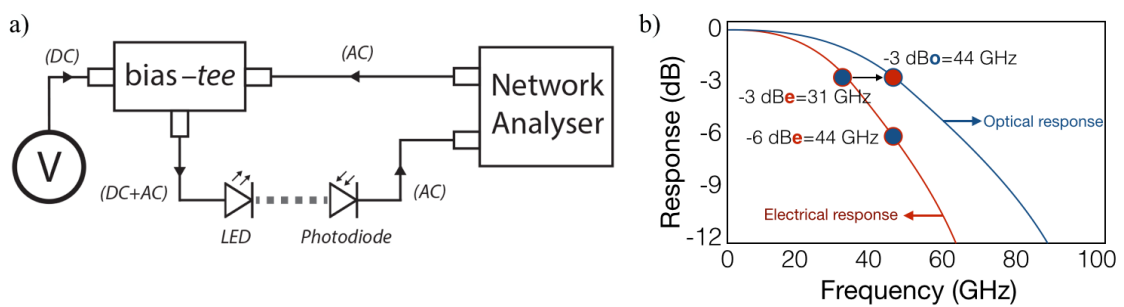 a)
(DC)
bias-tee
(AC)
Network
Analyser
V
(DC+AC)
(AC)
LED
Photodiode
b)
Response (dB)
0
-3
-6
-9
-12
-3 dBo=44 GHz
-3 dBe=31 GHz
-6 dBe=44 GHz
Optical response
Electrical response
0
20
40
60
80
100
Frequency (GHz)